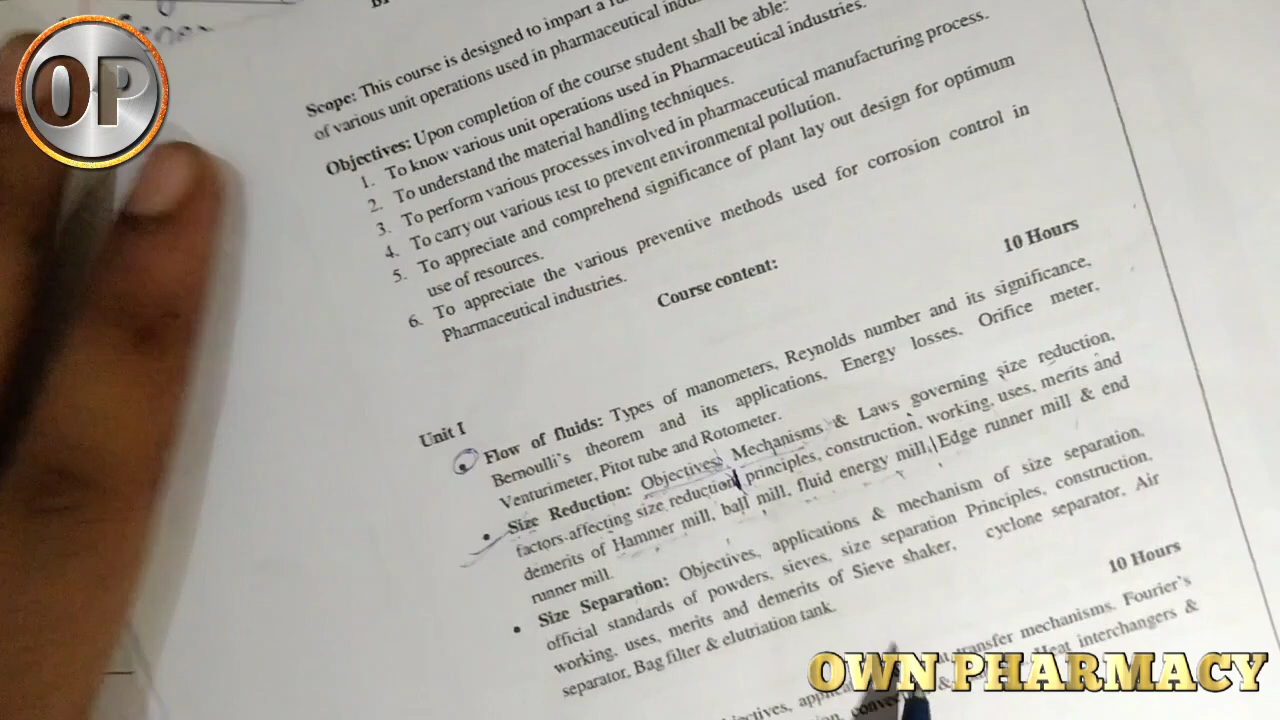 OP
Scope: This course is designed to impart a
of various unit operations used in pharmaceutical
Objectives: Upon completion of the course student shall be able:
1. To know various unit operations used in Pharmaceutical industries.
2. To understand the material handling techniques.
3. To perform various processes involved in pharmaceutical manufacturing process.
4. To carry out various test to prevent environmental pollution.
5. To appreciate and comprehend significance of plant lay out design for optimum
use of resources.
6. To appreciate the various preventive methods used for corrosion control in
Pharmaceutical industries.
Course content:
10 Hours
Unit I
• Flow of fluids: Types of manometers, Reynolds number and its significance,
Bernoulli's theorem and its applications, Energy losses, Orifice meter,
Venturimeter, Pitot tube and Rotometer.
• Size Reduction: Objectives, Mechanisms & Laws governing size reduction,
factors affecting size reduction, principles, construction, working, uses, merits and
demerits of Hammer mill, ball mill, fluid energy mill, Edge runner mill & end
runner mill.
• Size Separation: Objectives, applications & mechanism of size separation,
official standards of powders, sieves, size separation Principles, construction,
working, uses, merits and demerits of Sieve shaker, cyclone separator, Air
separator, Bag filter & elutriation tank.
10 Hours
transfer mechanisms, Fourier's
Heat interchangers &
OWN PHARMACY